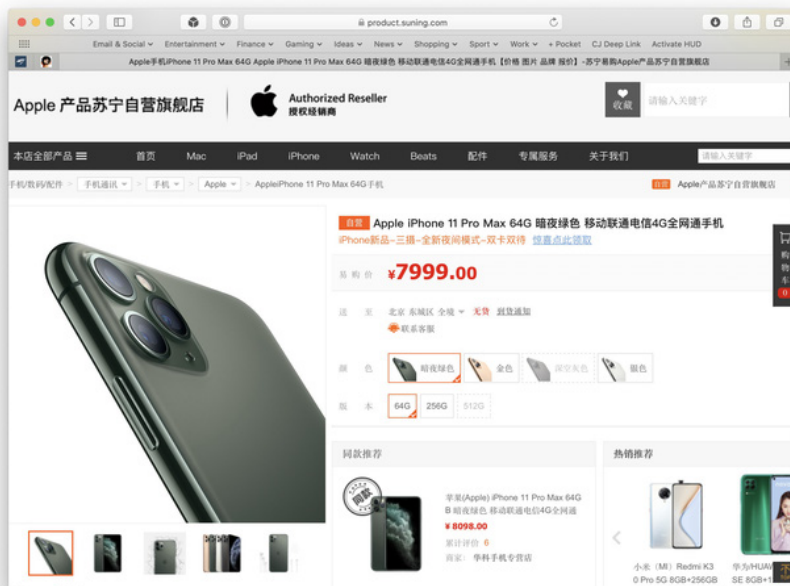 product.suning.com
Email & Social Entertainment Finance Gaming Ideas News Shopping Sport Work + Pocket CJ Deep Link Activate HUD
Apple手机iPhone 11 Pro Max 64G Apple iPhone 11 Pro Max 64G 暗夜绿色 移动联通电信4G全网通手机【价格 图片 品牌 报价】-苏宁易购Apple产品苏宁自营旗舰店
Apple 产品苏宁自营旗舰店
Authorized Reseller
授权经销商
收藏
请输入关键字
本店全部产品 首页 Mac iPad iPhone Watch Beats 配件 专属服务 关于我们 请输入关键字
手机/数码/配件 > 手机通讯 > 手机 > Apple > AppleiPhone 11 Pro Max 64G手机
自营 Apple产品苏宁自营旗舰店
自营 Apple iPhone 11 Pro Max 64G 暗夜绿色 移动联通电信4G全网通手机
iPhone新品-三摄-全新夜间模式-双卡双待 惊喜点此领取
易购价 ¥7999.00
送至 北京 东城区 全境 无货 到货通知
联系客服
颜色 暗夜绿色 金色 深空灰色 银色
版本 64G 256G 512G
购物车
0
同款推荐
同款
苹果(Apple) iPhone 11 Pro Max 64G
B 暗夜绿色 移动联通电信4G全网通
¥ 8098.00
累计评价 6
商家: 华科手机专营店
热销推荐
小米（MI）Redmi K3
0 Pro 5G 8GB+256G
华为/HUAW
SE 8GB+1